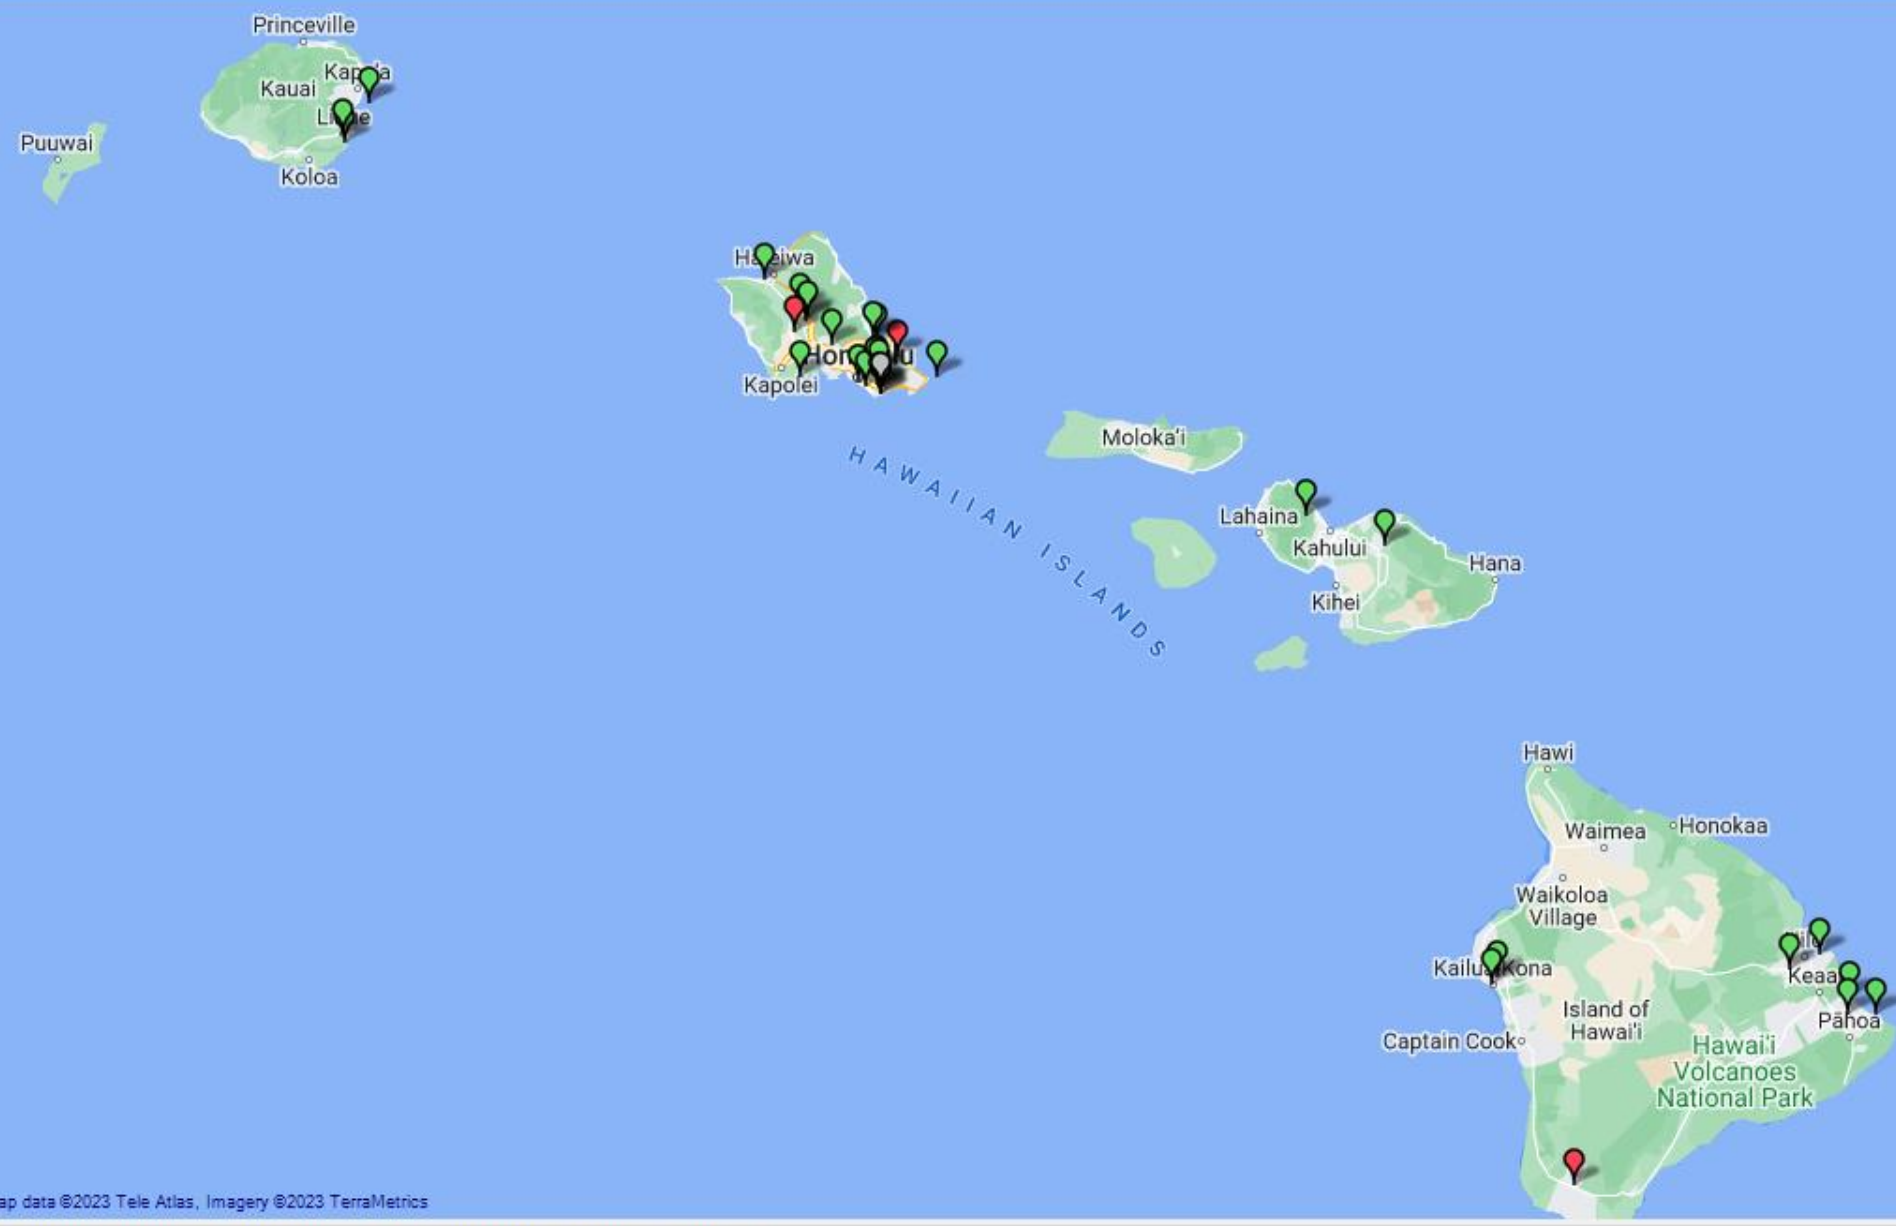 Princeville
Kauai
Puuwai
Koloa
Kapolei
HAWAIIAN ISLANDS
Moloka'i
Lahaina
Kahului
Hana
Kihei
Hawi
Waimea
Honokaa
Waikoloa
Village
Island of
Hawai'i
Captain Cook
Pāhoa
Hawai'i
Volcanoes
National Park
ap data ©2023 Tele Atlas, Imagery ©2023 TerraMetrics